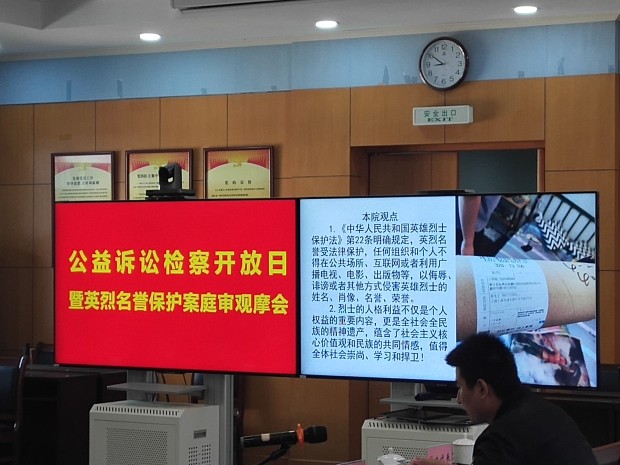 安全出口
EXIT
公益诉讼检察开放日
暨英烈名誉保护案庭审观摩会
本院观点
1.《中华人民共和国英雄烈士
保护法》第22条明确规定，英烈名
誉受法律保护，任何组织和个人不
得在公共场所、互联网或者利用广
播电视、电影、出版物等，以侮辱、
诽谤或者其他方式侵害英雄烈士的
姓名、肖像、名誉、荣誉。
2.烈士的人格利益不仅是个人
权益的重要内容，更是全社会全民
族的精神遗产，蕴含了社会主义核
心价值观和民族的共同情感，值得
全体社会崇尚、学习和捍卫！